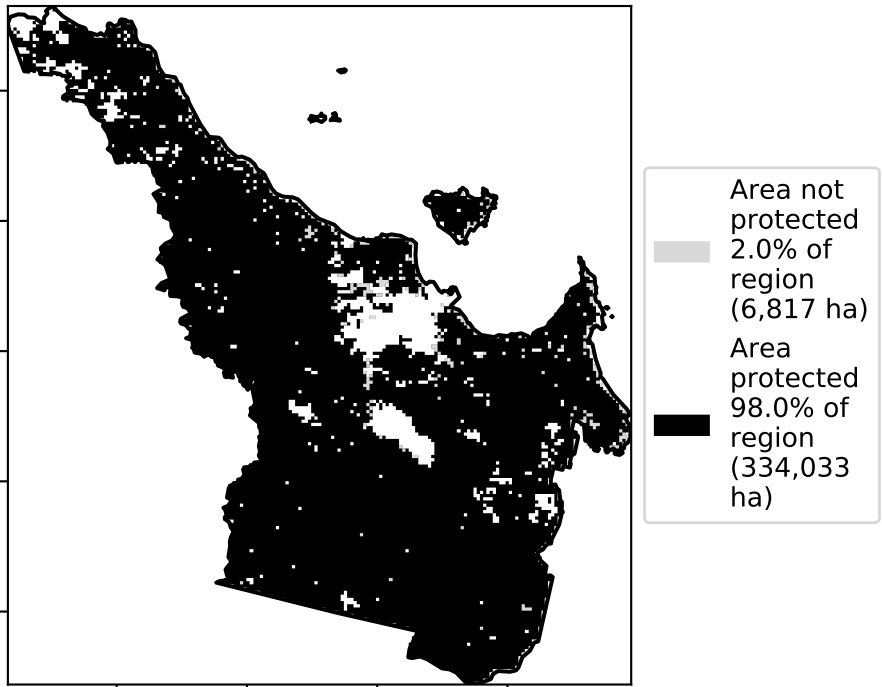 Area not
protected
2.0% of
region
(6,817 ha)
Area
protected
98.0% of
region
(334,033
ha)